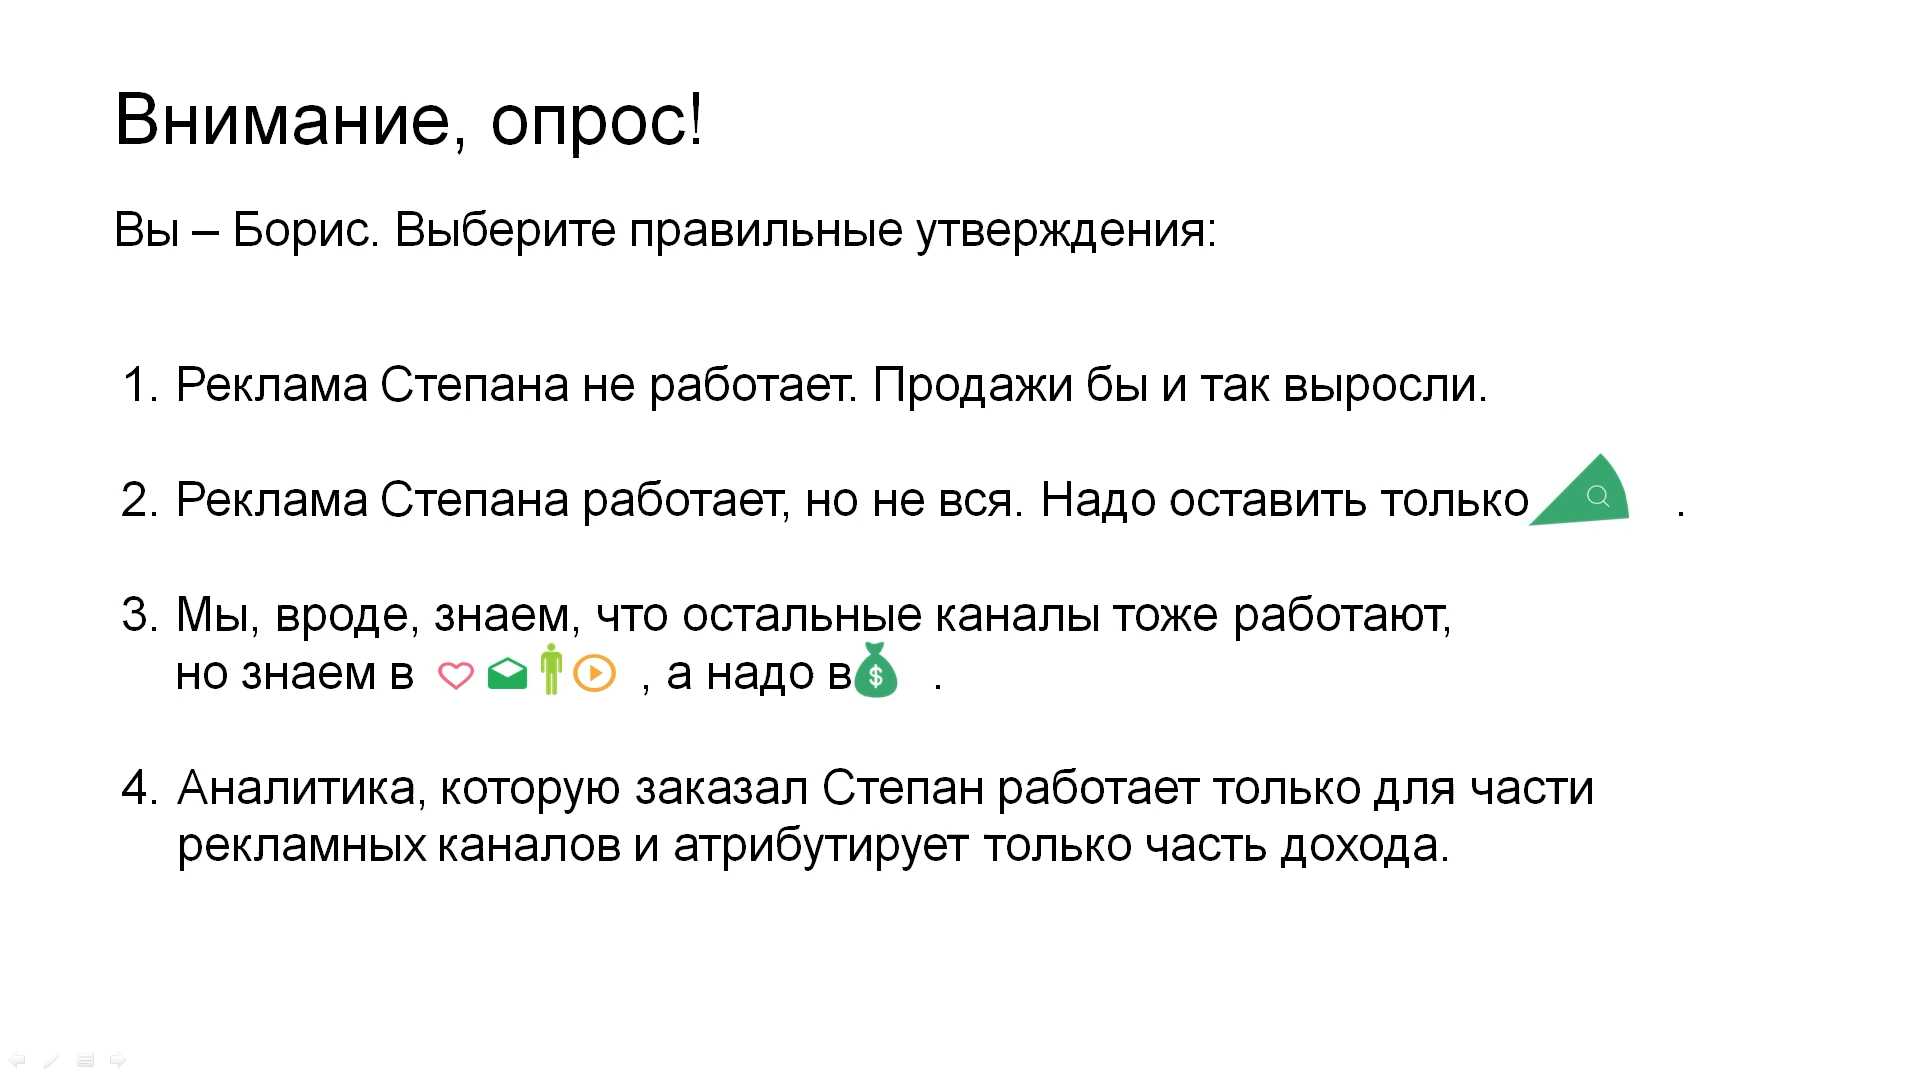 Внимание, опрос!
Вы – Борис. Выберите правильные утверждения:
1. Реклама Степана не работает. Продажи бы и так выросли.
2. Реклама Степана работает, но не вся. Надо оставить только .
3. Мы, вроде, знаем, что остальные каналы тоже работают,
но знаем в , а надо в $ .
4. Аналитика, которую заказал Степан работает только для части
рекламных каналов и атрибутирует только часть дохода.